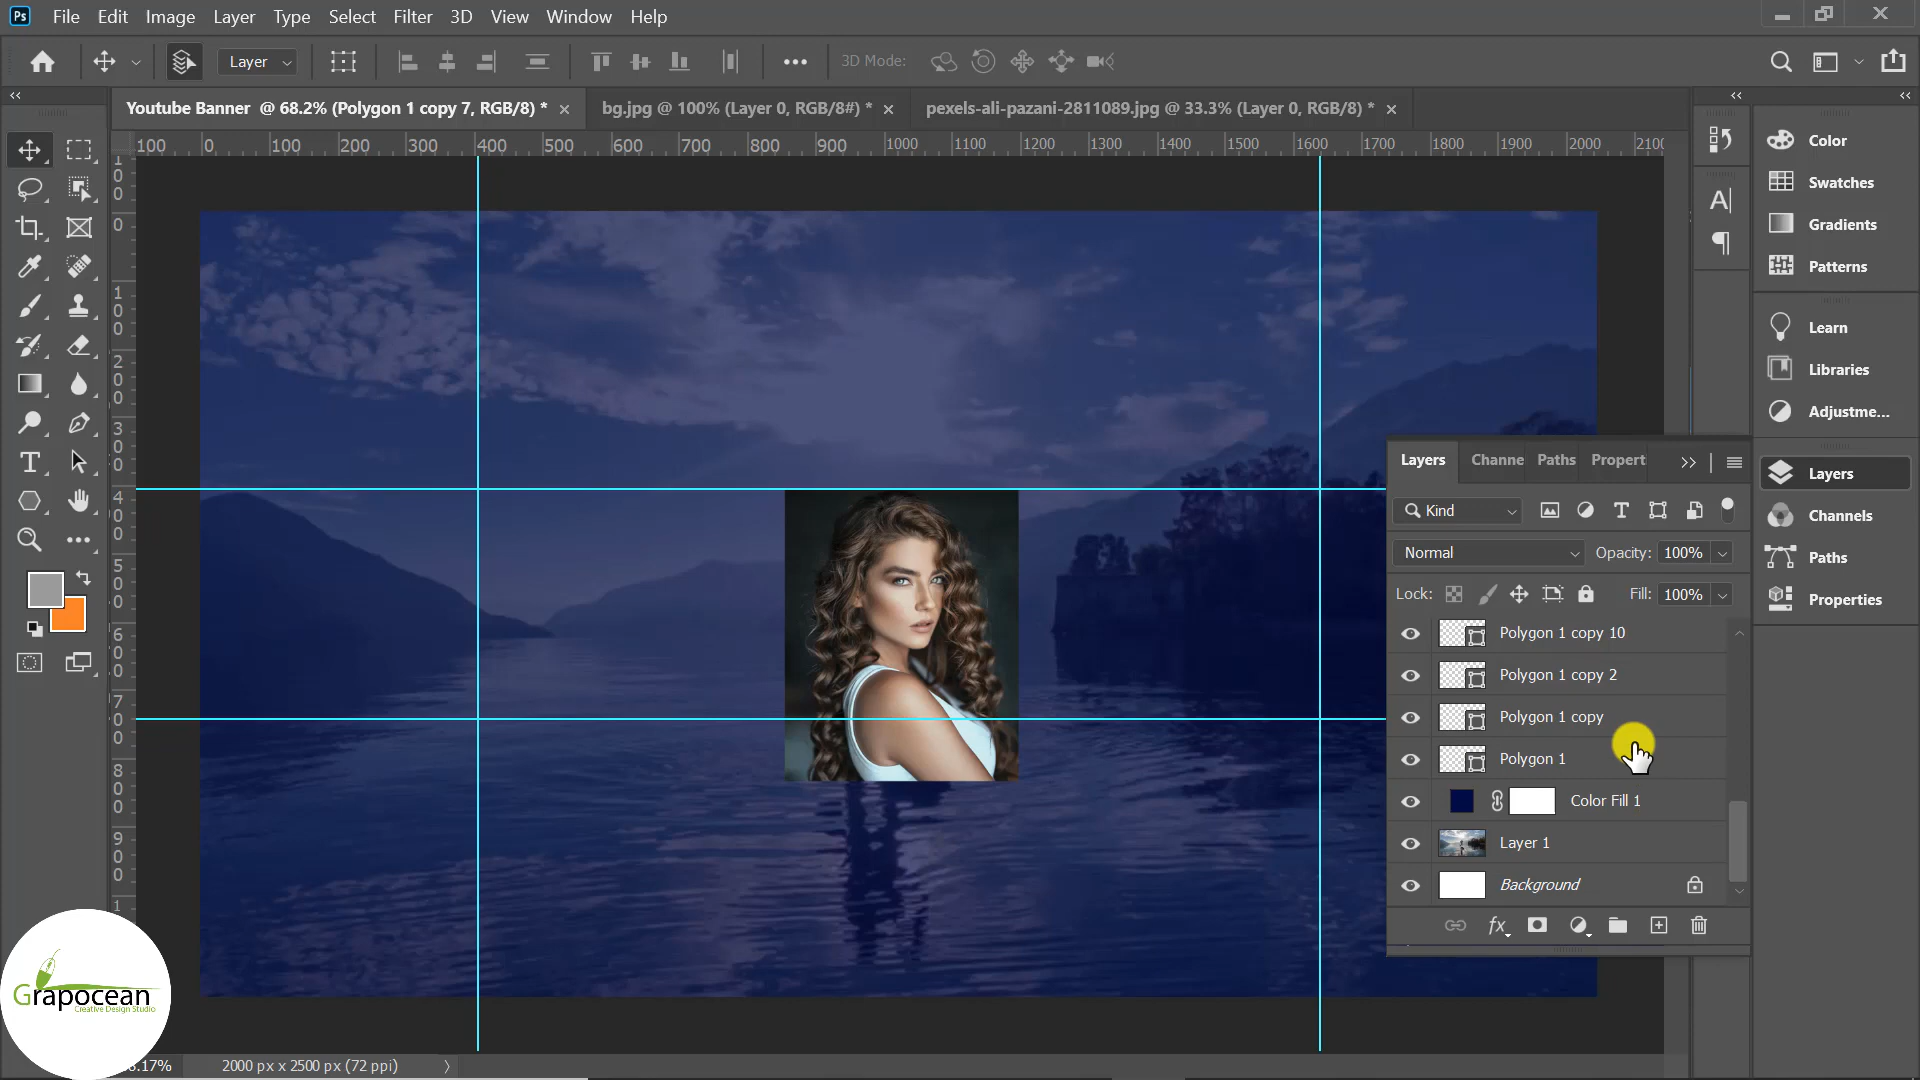 Ps File Edit Image Layer Type Select Filter 3D View Window Help
Layer 3D Mode:
Youtube Banner @ 68.2% (Polygon 1 copy 7, RGB/8) *
bg.jpg @ 100% (Layer 0, RGB/8#) *
pexels-ali-pazani-2811089.jpg @ 33.3% (Layer 0, RGB/8) *
100 0 100 200 300 400 500 600 700 800 900 1000 1100 1200 1300 1400 1500 1600 1700 1800 1900 2000 2100
Color
Swatches
Gradients
Patterns
Learn
Libraries
Adjustme...
Layers
Channels
Paths
Properties
Layers Channe Paths Propert
Kind
Normal Opacity: 100%
Lock: Fill: 100%
Polygon 1 copy 10
Polygon 1 copy 2
Polygon 1 copy
Polygon 1
Color Fill 1
Layer 1
Background
fx
Grapocean
Creative Design Studio
.17% 2000 px x 2500 px (72 ppi)